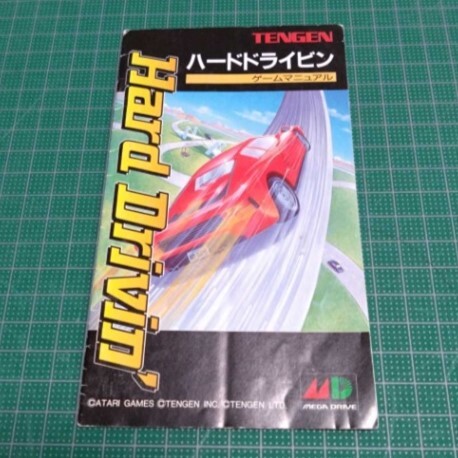 TENGEN
ハードドライビン
ゲームマニュアル
Hard Drivin'
©ATARI GAMES ©TENGEN INC. ©TENGEN LTD.
MD
MEGA DRIVE